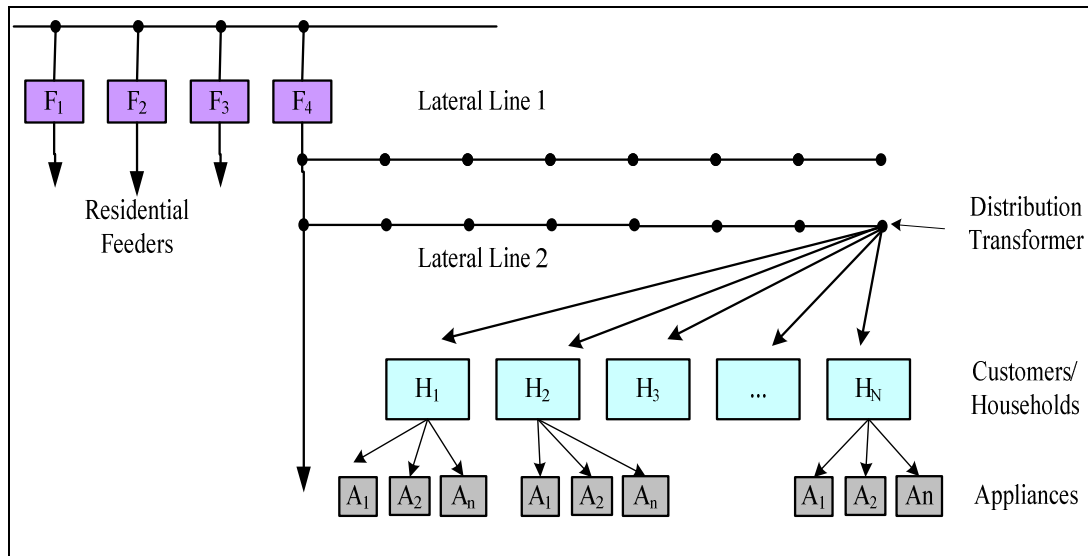 F₁ F₂ F₃ F₄
Lateral Line 1
Residential
Feeders
Lateral Line 2
Distribution
Transformer
H₁ H₂ H₃ ... H_N
Customers/
Households
A₁ A₂ Aₙ A₁ A₂ Aₙ A₁ A₂ An
Appliances